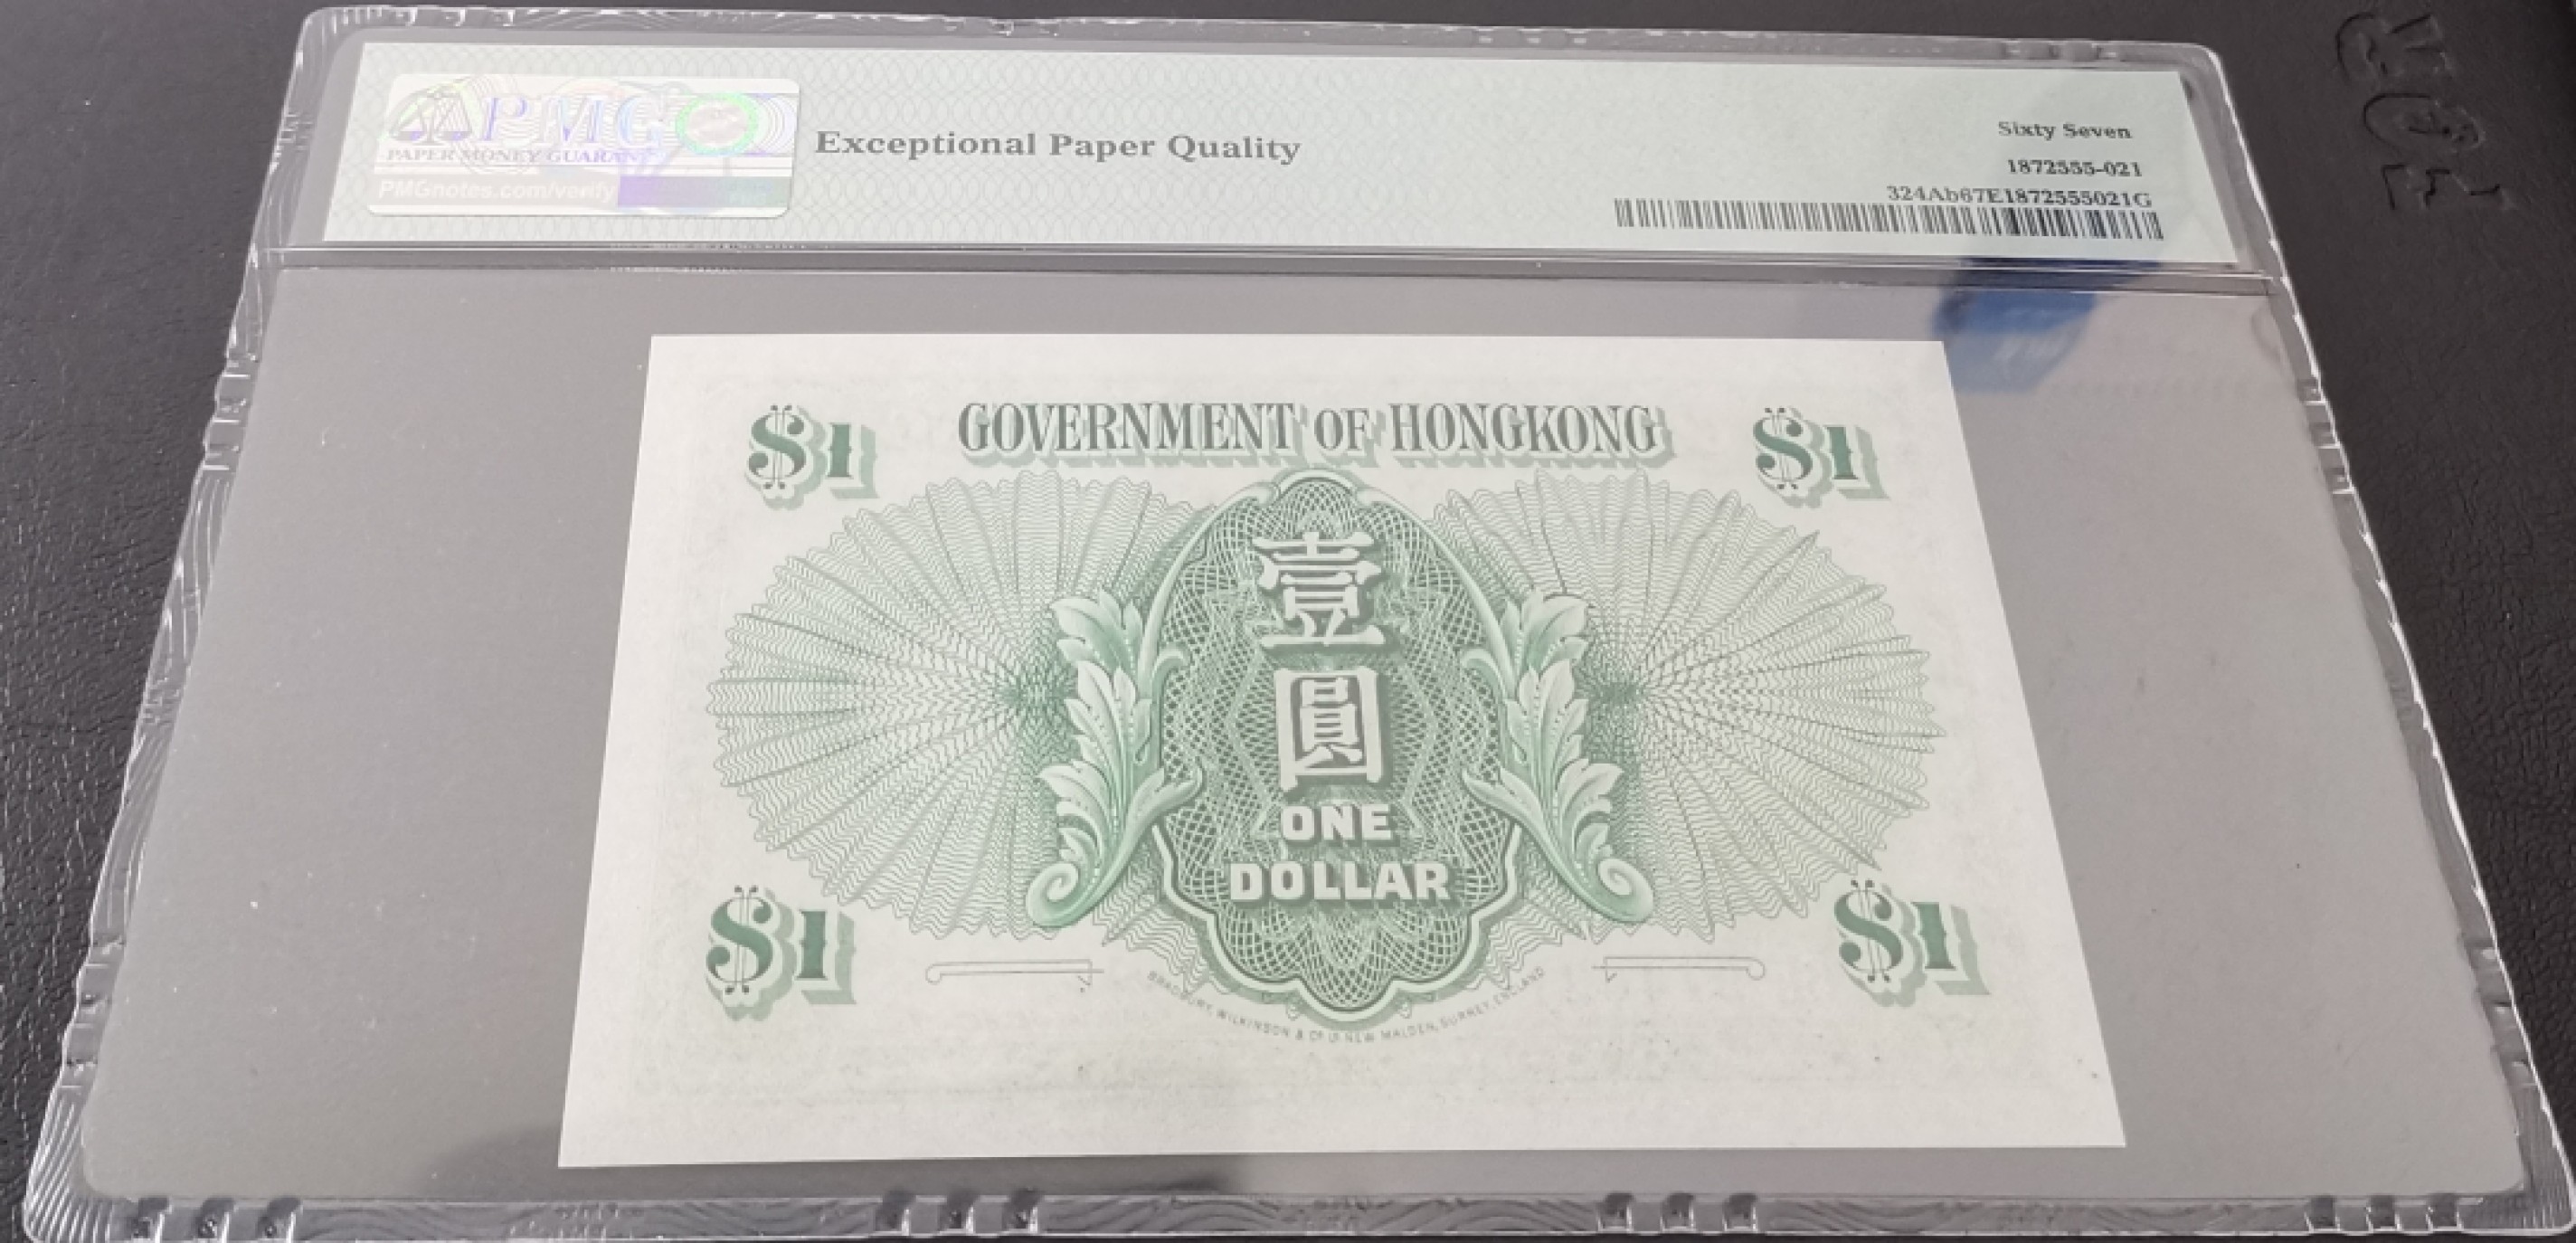 PMG
PAPER MONEY GUARAN
PMGnotes.com/verify
Exceptional Paper Quality
Sixty Seven
1872555-021
324Ab67E1872555021G
$1
GOVERNMENT OF HONGKONG
$1
壹
圓
ONE
DOLLAR
$1
$1
BRADBURY, WILKINSON & Cº Lᴰ NEW MALDEN, SURREY, ENGLAND